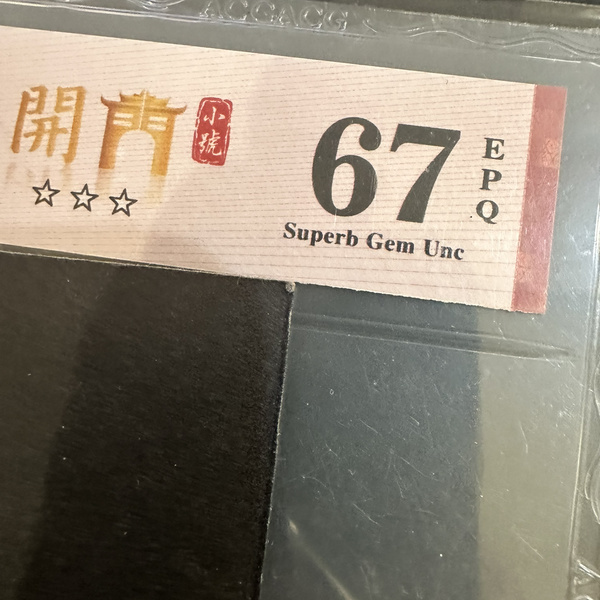 ACGACG
開門
小號
67
EPQ
Superb Gem Unc